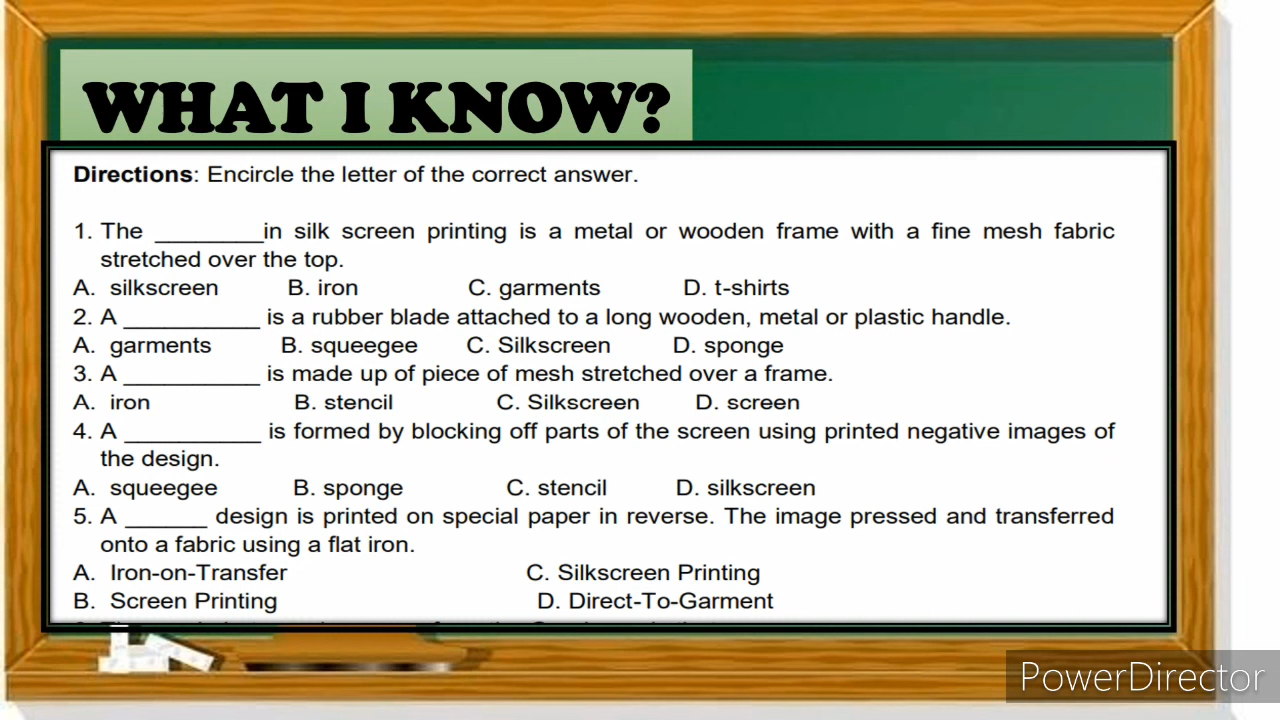 WHAT I KNOW?
Directions: Encircle the letter of the correct answer.
1. The ________in silk screen printing is a metal or wooden frame with a fine mesh fabric
stretched over the top.
A. silkscreen B. iron C. garments D. t-shirts
2. A __________ is a rubber blade attached to a long wooden, metal or plastic handle.
A. garments B. squeegee C. Silkscreen D. sponge
3. A __________ is made up of piece of mesh stretched over a frame.
A. iron B. stencil C. Silkscreen D. screen
4. A __________ is formed by blocking off parts of the screen using printed negative images of
the design.
A. squeegee B. sponge C. stencil D. silkscreen
5. A ______ design is printed on special paper in reverse. The image pressed and transferred
onto a fabric using a flat iron.
A. Iron-on-Transfer C. Silkscreen Printing
B. Screen Printing D. Direct-To-Garment
PowerDirector